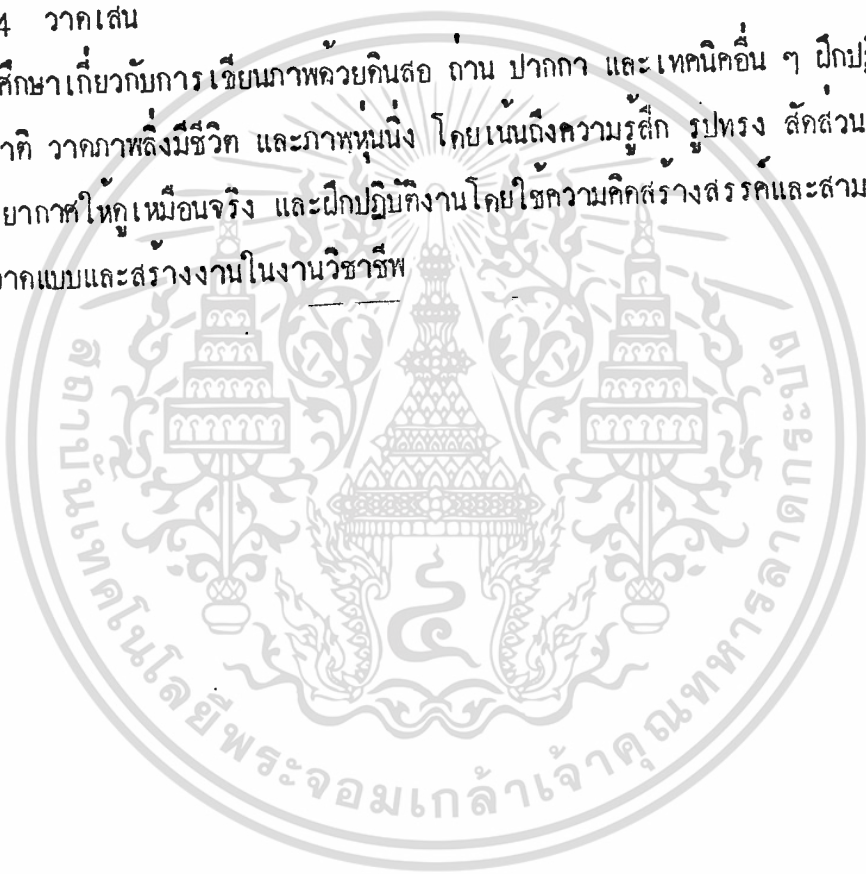 4 วาดเส้น
ศึกษาเกี่ยวกับการเขียนภาพด้วยดินสอ ถ่าน ปากกา และเทคนิคอื่น ๆ ฝึกปฏิ
าติ วาดภาพสิ่งมีชีวิต และภาพหุ่นนิ่ง โดยเน้นถึงความรู้สึก รูปทรง สัดส่วน
ยากาศให้ดูเหมือนจริง และฝึกปฏิบัติงานโดยใช้ความคิดสร้างสรรค์และสาม
วาดแบบและสร้างงานในงานวิชาชีพ
สถาบันเทคโนโลยีพระจอมเกล้าเจ้าคุณทหารลาดกระบัง